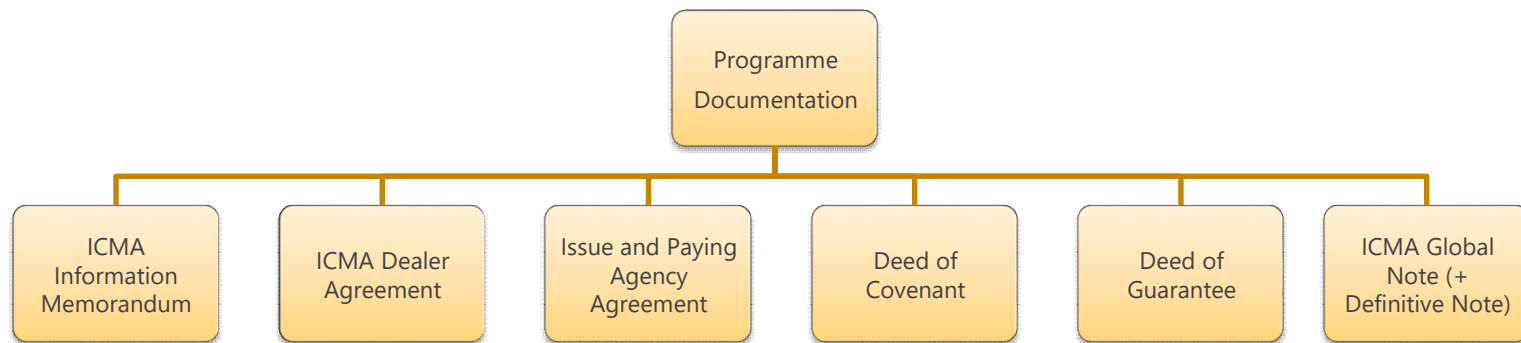 Programme
Documentation
ICMA
Information
Memorandum
ICMA Dealer
Agreement
Issue and Paying
Agency
Agreement
Deed of
Covenant
Deed of
Guarantee
ICMA Global
Note (+
Definitive Note)